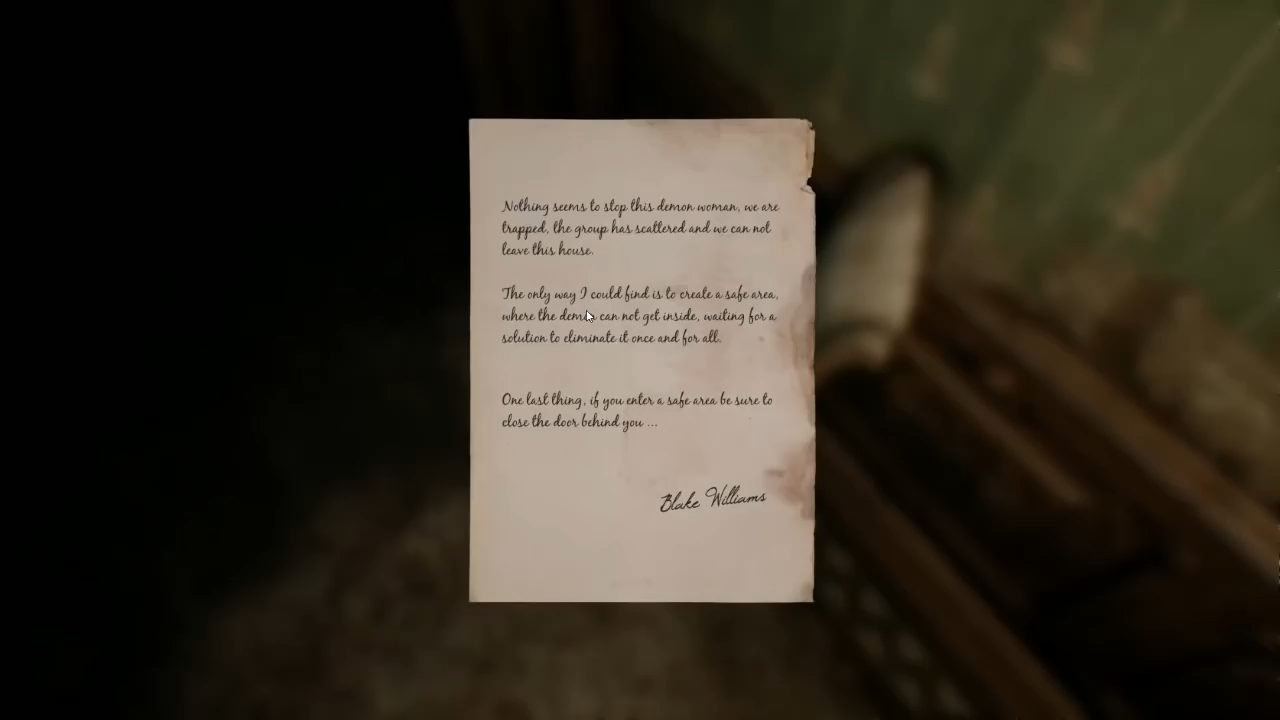 Nothing seems to stop this demon woman, we are
trapped, the group has scattered and we can not
leave this house.
The only way I could find is to create a safe area,
where the demon can not get inside, waiting for a
solution to eliminate it once and for all.
One last thing, if you enter a safe area be sure to
close the door behind you ...
Blake Williams